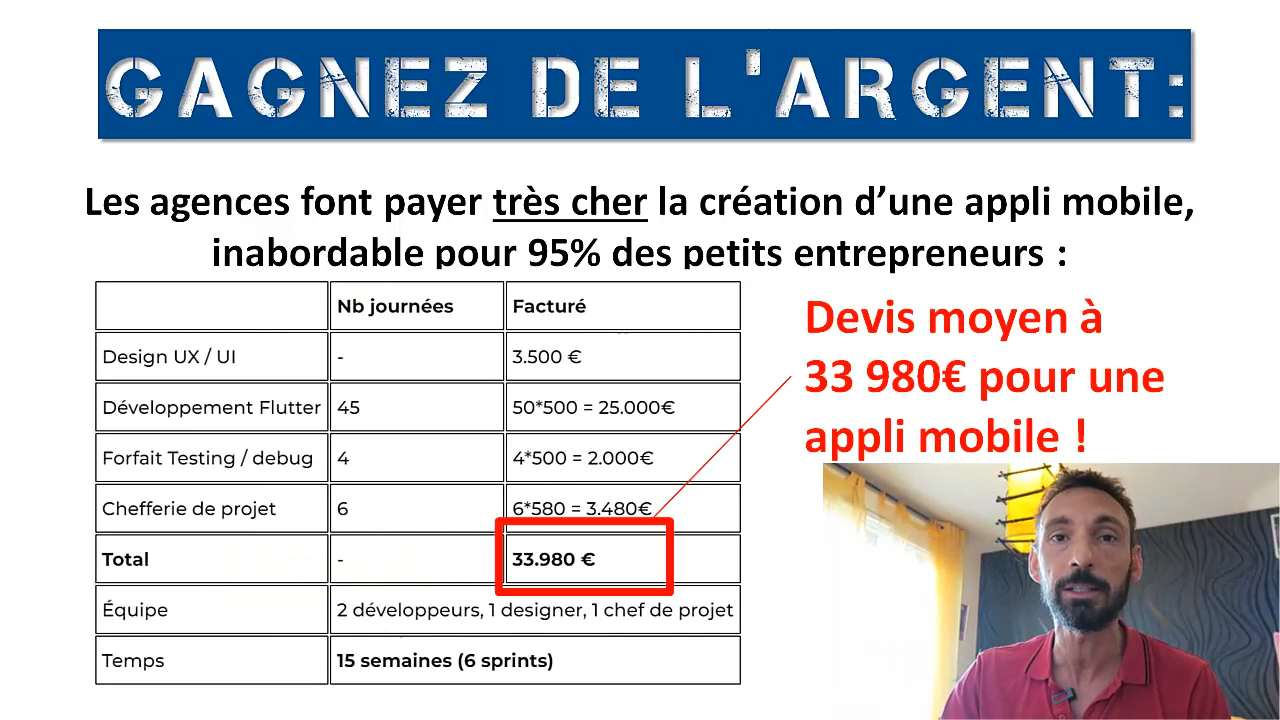 GAGNEZ DE L'ARGENT:
Les agences font payer très cher la création d'une appli mobile,
inabordable pour 95% des petits entrepreneurs :
Nb journées Facturé
Design UX / UI - 3.500 €
Développement Flutter 45 50*500 = 25.000€
Forfait Testing / debug 4 4*500 = 2.000€
Chefferie de projet 6 6*580 = 3.480€
Total - 33.980 €
Équipe 2 développeurs, 1 designer, 1 chef de projet
Temps 15 semaines (6 sprints)
Devis moyen à
33 980€ pour une
appli mobile !